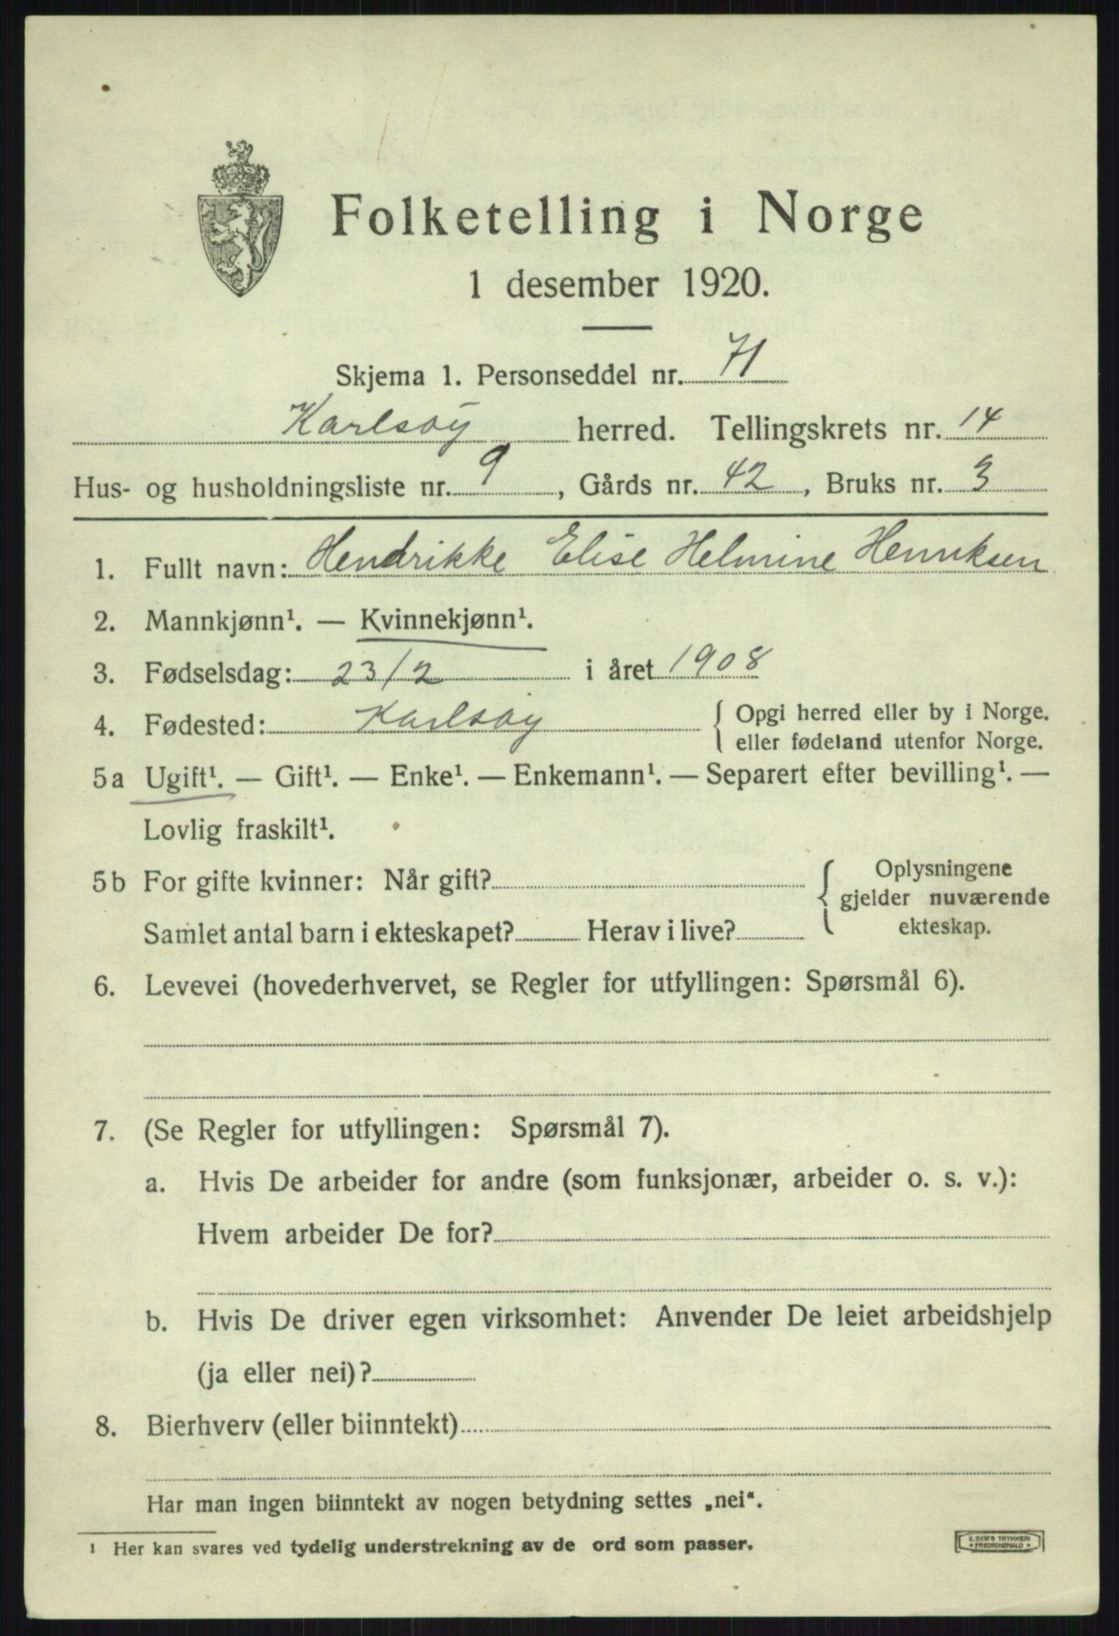 Folketelling i Norge
1 desember 1920.
Skjema 1. Personseddel nr. 71
Karlsøy herred. Tellingskrets nr. 14
Hus- og husholdningsliste nr. 9, Gårds nr. 42, Bruks nr. 3
1. Fullt navn: Hendrikke Elise Helmine Henriksen
2. Mannkjønn¹. — Kvinnekjønn¹.
3. Fødselsdag: 23/2 i året 1908
4. Fødested: Karlsøy { Opgi herred eller by i Norge.
eller fødeland utenfor Norge.
5a Ugift¹. — Gift¹. — Enke¹. — Enkemann¹. — Separert efter bevilling¹. —
Lovlig fraskilt¹.
5b For gifte kvinner: Når gift?
Samlet antal barn i ekteskapet? Herav i live?
{ Oplysningene
gjelder nuværende
ekteskap.
6. Levevei (hovederhvervet, se Regler for utfyllingen: Spørsmål 6).
7. (Se Regler for utfyllingen: Spørsmål 7).
a. Hvis De arbeider for andre (som funksjonær, arbeider o. s. v.):
Hvem arbeider De for?
b. Hvis De driver egen virksomhet: Anvender De leiet arbeidshjelp
(ja eller nei)?
8. Bierhverv (eller biinntekt)
Har man ingen biinntekt av nogen betydning settes „nei“.
¹ Her kan svares ved tydelig understrekning av de ord som passer.